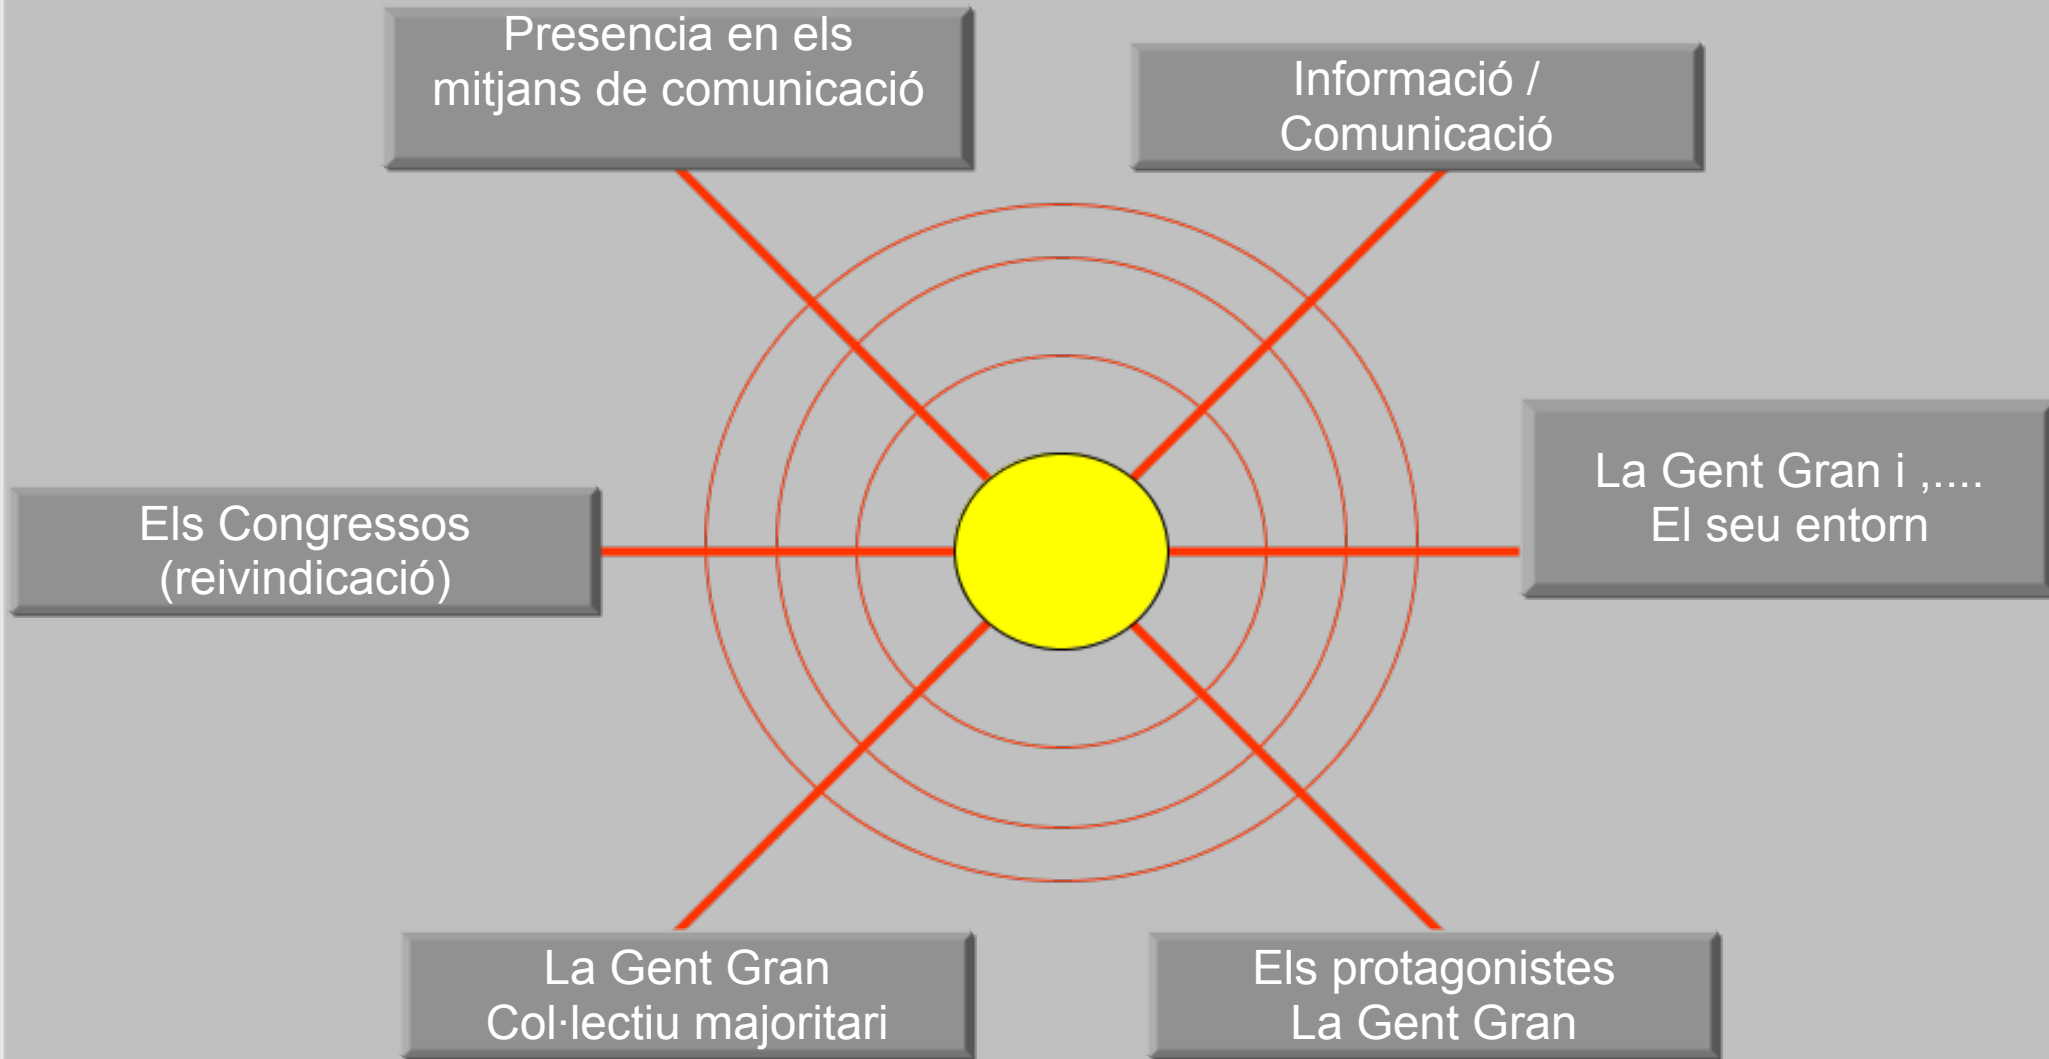 Presencia en els
mitjans de comunicació
Informació /
Comunicació
La Gent Gran i ,....
El seu entorn
Els Congressos
(reivindicació)
La Gent Gran
Col·lectiu majoritari
Els protagonistes
La Gent Gran